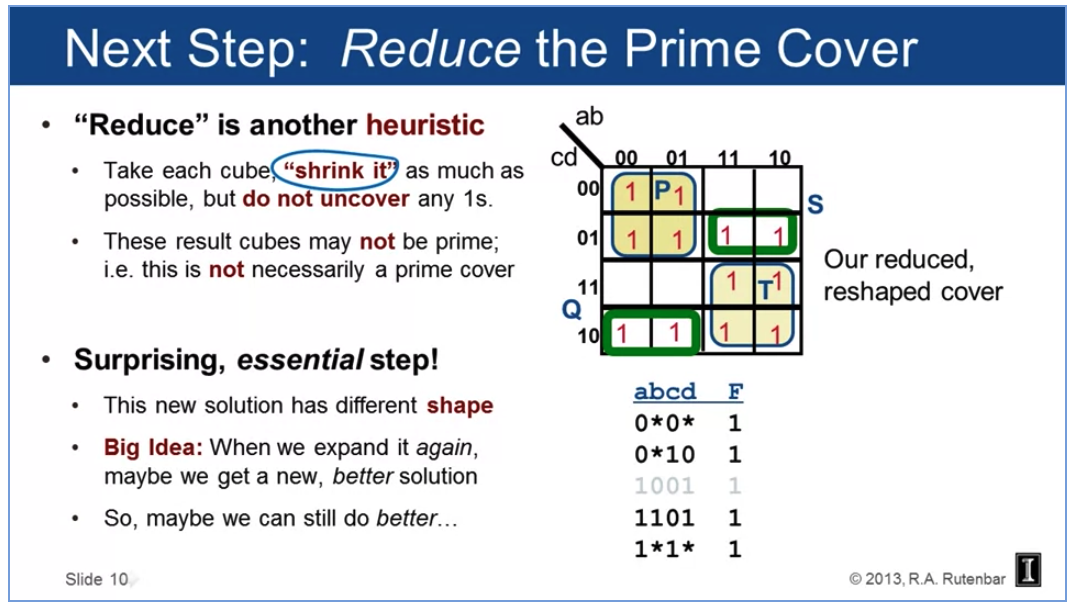 Next Step: Reduce the Prime Cover
• “Reduce” is another heuristic
• Take each cube, “shrink it” as much as
possible, but do not uncover any 1s.
• These result cubes may not be prime;
i.e. this is not necessarily a prime cover
• Surprising, essential step!
• This new solution has different shape
• Big Idea: When we expand it again,
maybe we get a new, better solution
• So, maybe we can still do better…
ab
cd 00 01 11 10
00 1 P 1
S
01 1 1 1 1
11 1 T 1
Q
10 1 1 1 1
Our reduced,
reshaped cover
abcd F
0*0* 1
0*10 1
1001 1
1101 1
1*1* 1
Slide 10
© 2013, R.A. Rutenbar I